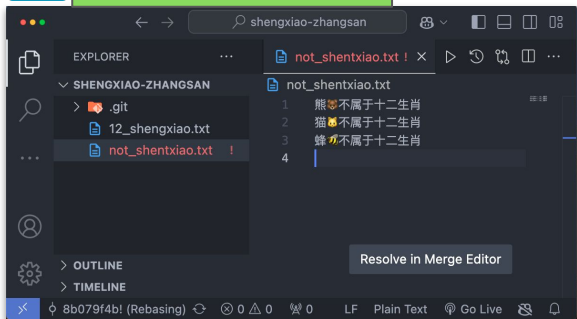 shengxiao-zhangsan
EXPLORER ...
not_shentxiao.txt !
SHENGXIAO-ZHANGSAN
not_shentxiao.txt
.git
12_shengxiao.txt
not_shentxiao.txt !
1 熊🐻不属于十二生肖
2 猫🐱不属于十二生肖
3 蜂🐝不属于十二生肖
4
Resolve in Merge Editor
OUTLINE
TIMELINE
8b079f4b! (Rebasing) 0 0 0 LF Plain Text Go Live